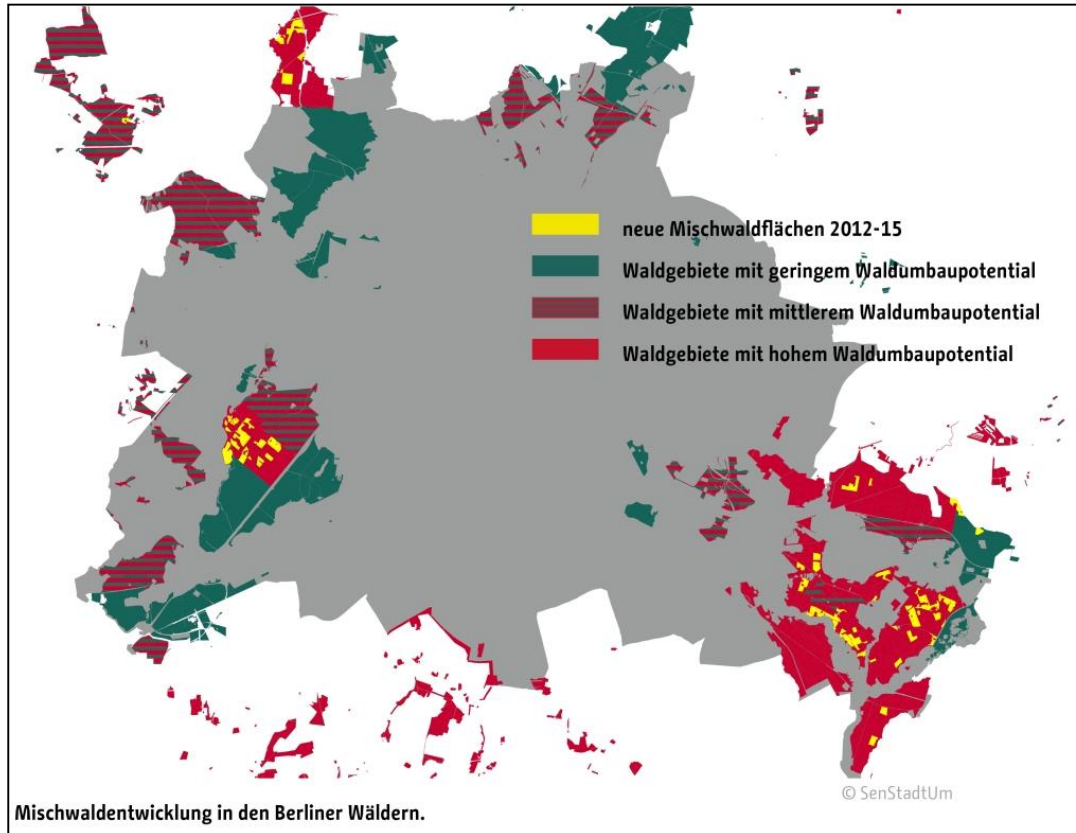 neue Mischwaldflächen 2012-15
Waldgebiete mit geringem Waldumbaupotential
Waldgebiete mit mittlerem Waldumbaupotential
Waldgebiete mit hohem Waldumbaupotential
© SenStadtUm
Mischwaldentwicklung in den Berliner Wäldern.